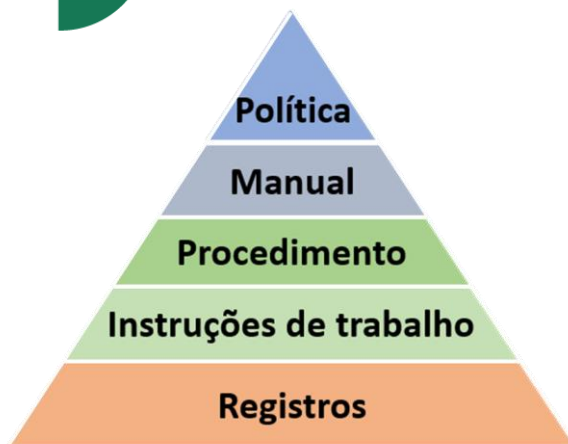 Política
Manual
Procedimento
Instruções de trabalho
Registros